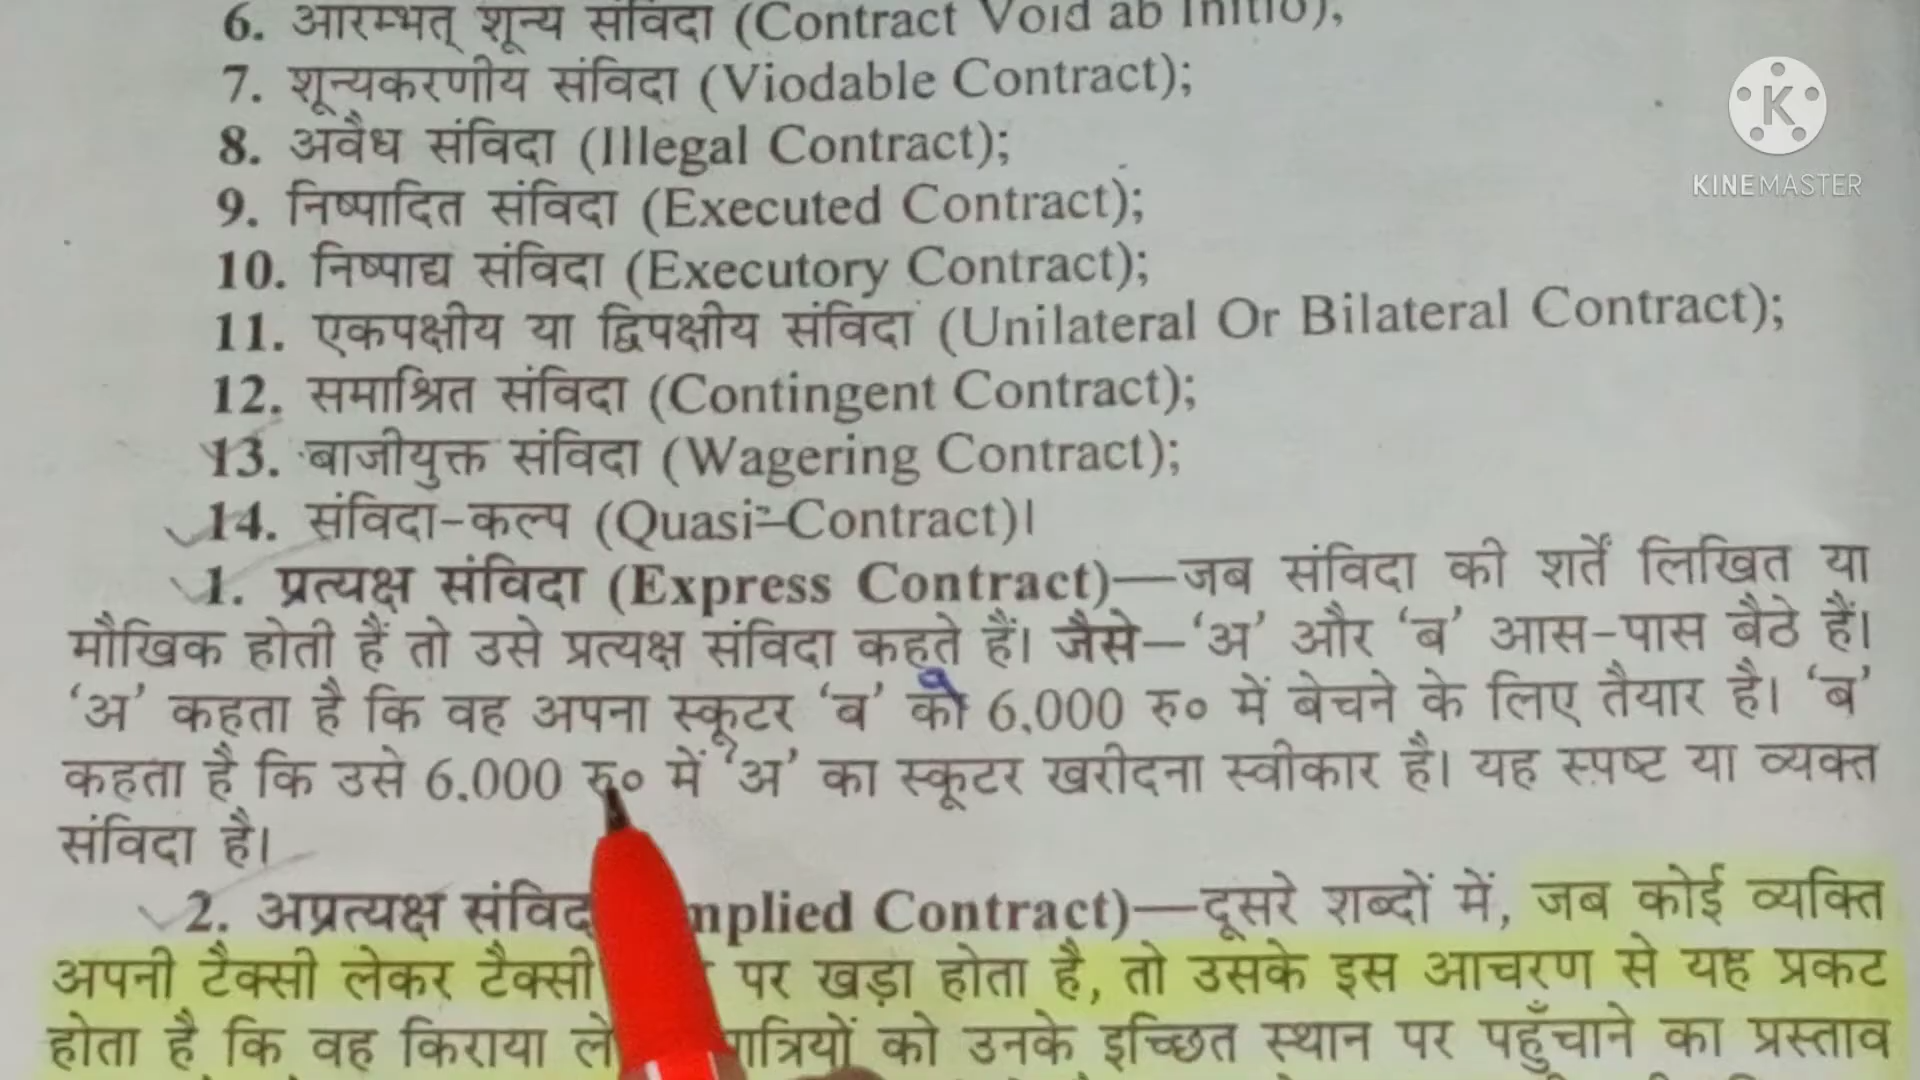 6. आरम्भत् शून्य संविदा (Contract Void ab Initio),
7. शून्यकरणीय संविदा (Viodable Contract);
8. अवैध संविदा (Illegal Contract);
9. निष्पादित संविदा (Executed Contract);
10. निष्पाद्य संविदा (Executory Contract);
11. एकपक्षीय या द्विपक्षीय संविदा (Unilateral Or Bilateral Contract);
12. समाश्रित संविदा (Contingent Contract);
13. बाजीयुक्त संविदा (Wagering Contract);
14. संविदा-कल्प (Quasi-Contract)।
1. प्रत्यक्ष संविदा (Express Contract)—जब संविदा की शर्तें लिखित या
मौखिक होती हैं तो उसे प्रत्यक्ष संविदा कहते हैं। जैसे—‘अ’ और ‘ब’ आस-पास बैठे हैं।
‘अ’ कहता है कि वह अपना स्कूटर ‘ब’ को 6,000 रु० में बेचने के लिए तैयार है। ‘ब’
कहता है कि उसे 6.000 रु० में ‘अ’ का स्कूटर खरीदना स्वीकार है। यह स्पष्ट या व्यक्त
संविदा है।
2. अप्रत्यक्ष Contract)—दूसरे शब्दों में, जब कोई व्यक्ति
अपनी टैक्सी लेकर टैक्सी पर खड़ा होता है, तो उसके इस आचरण से यह प्रकट
होता है कि वह किराया को उनके इच्छित स्थान पर पहुँचाने का प्रस्ताव
KINEMASTER